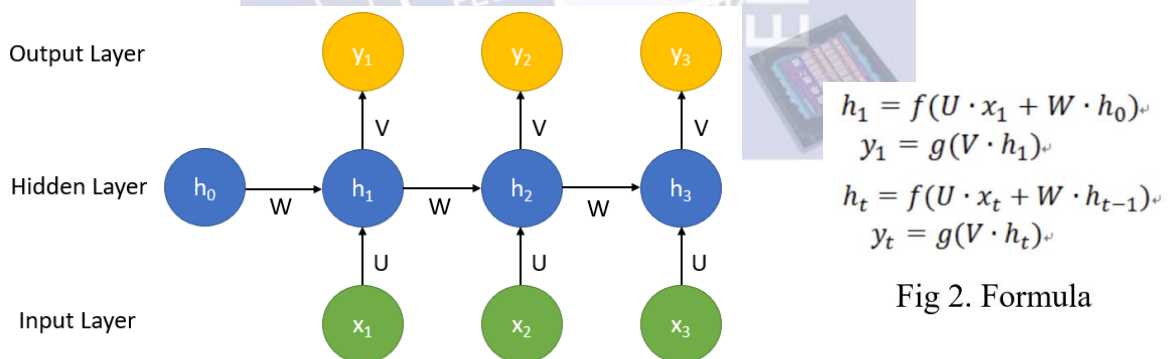 Output Layer
y₁
y₂
y₃
V
V
V
Hidden Layer
h₀
h₁
h₂
h₃
W
W
W
U
U
U
Input Layer
x₁
x₂
x₃
h₁ = f(U · x₁ + W · h₀)↵
y₁ = g(V · h₁)↵
hₜ = f(U · xₜ + W · hₜ₋₁)↵
yₜ = g(V · hₜ)↵
Fig 2. Formula